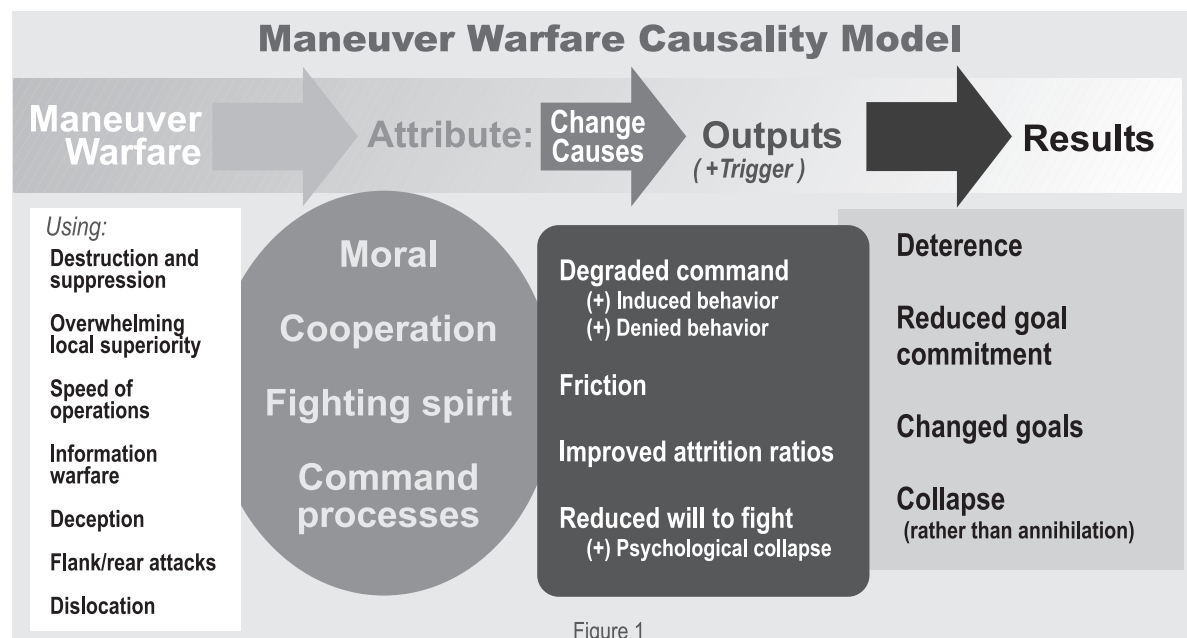 Maneuver Warfare Causality Model
Maneuver
Warfare
Attribute:
Change
Causes
Outputs
( +Trigger )
Results
Using:
Destruction and
suppression
Overwhelming
local superiority
Speed of
operations
Information
warfare
Deception
Flank/rear attacks
Dislocation
Moral
Cooperation
Fighting spirit
Command
processes
Degraded command
(+) Induced behavior
(+) Denied behavior
Friction
Improved attrition ratios
Reduced will to fight
(+) Psychological collapse
Deterence
Reduced goal
commitment
Changed goals
Collapse
(rather than annihilation)
Figure 1